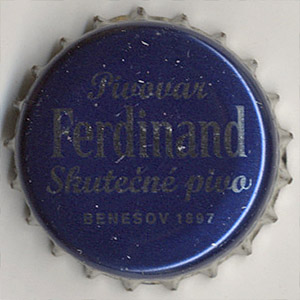 Pivovar
Ferdinand
Skutečné pivo
BENEŠOV 1897